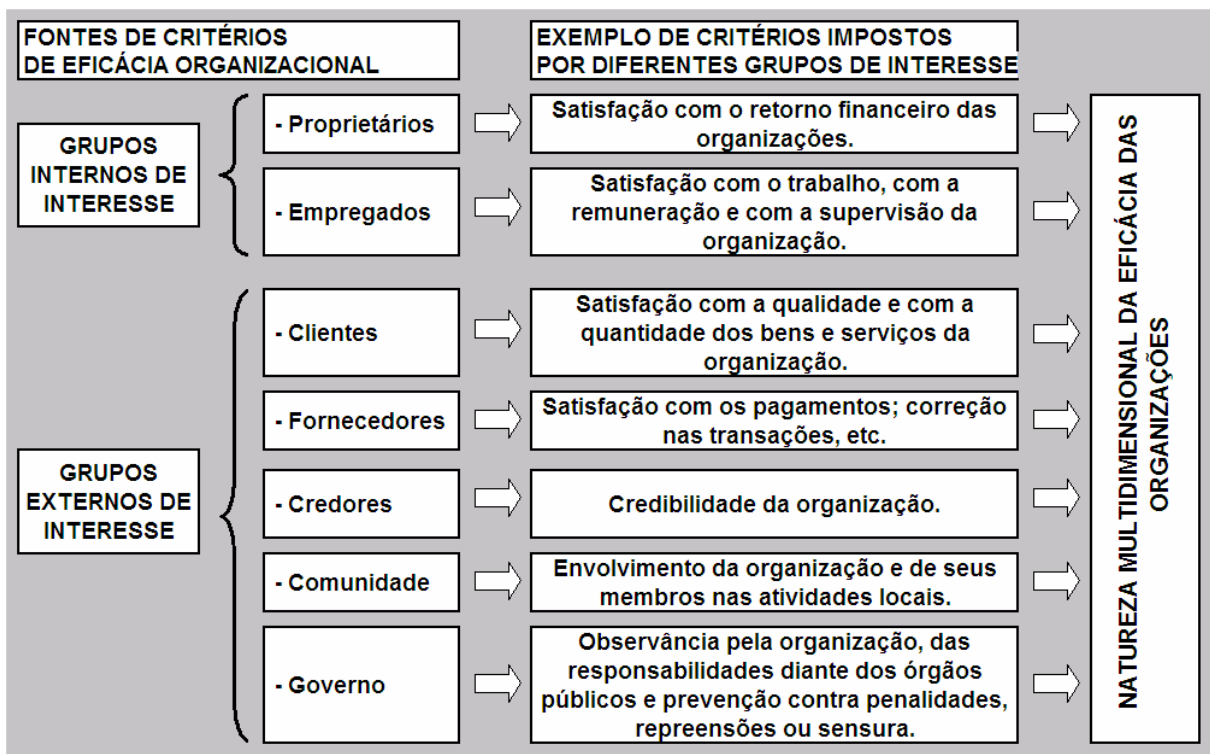 FONTES DE CRITÉRIOS
DE EFICÁCIA ORGANIZACIONAL
EXEMPLO DE CRITÉRIOS IMPOSTOS
POR DIFERENTES GRUPOS DE INTERESSE
GRUPOS
INTERNOS DE
INTERESSE
- Proprietários
Satisfação com o retorno financeiro das
organizações.
- Empregados
Satisfação com o trabalho, com a
remuneração e com a supervisão da
organização.
GRUPOS
EXTERNOS DE
INTERESSE
- Clientes
Satisfação com a qualidade e com a
quantidade dos bens e serviços da
organização.
- Fornecedores
Satisfação com os pagamentos; correção
nas transações, etc.
- Credores
Credibilidade da organização.
- Comunidade
Envolvimento da organização e de seus
membros nas atividades locais.
- Governo
Observância pela organização, das
responsabilidades diante dos órgãos
públicos e prevenção contra penalidades,
repreensões ou sensura.
NATUREZA MULTIDIMENSIONAL DA EFICÁCIA DAS
ORGANIZAÇÕES